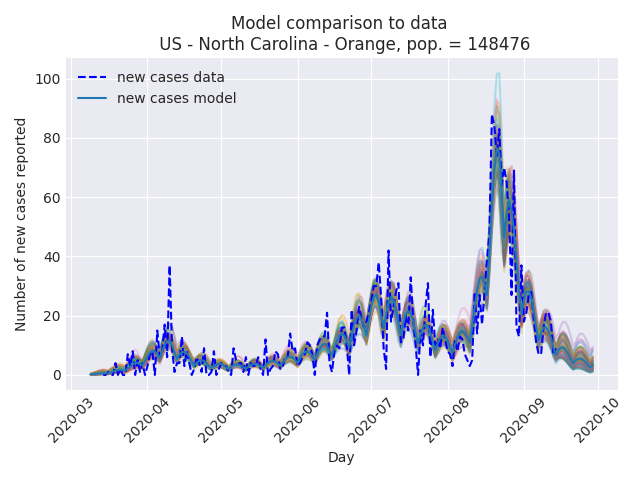 Model comparison to data
US - North Carolina - Orange, pop. = 148476
new cases data
new cases model
Number of new cases reported
100
80
60
40
20
0
2020-03
2020-04
2020-05
2020-06
2020-07
2020-08
2020-09
2020-10
Day